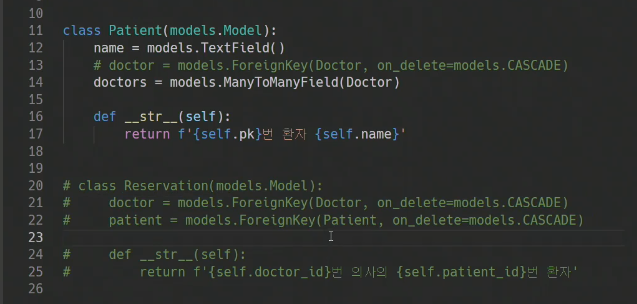 10
11 class Patient(models.Model):
12     name = models.TextField()
13     # doctor = models.ForeignKey(Doctor, on_delete=models.CASCADE)
14     doctors = models.ManyToManyField(Doctor)
15
16     def __str__(self):
17         return f'{self.pk}번 환자 {self.name}'
18
19
20 # class Reservation(models.Model):
21 #     doctor = models.ForeignKey(Doctor, on_delete=models.CASCADE)
22 #     patient = models.ForeignKey(Patient, on_delete=models.CASCADE)
23
24 #     def __str__(self):
25 #         return f'{self.doctor_id}번 의사의 {self.patient_id}번 환자'
26